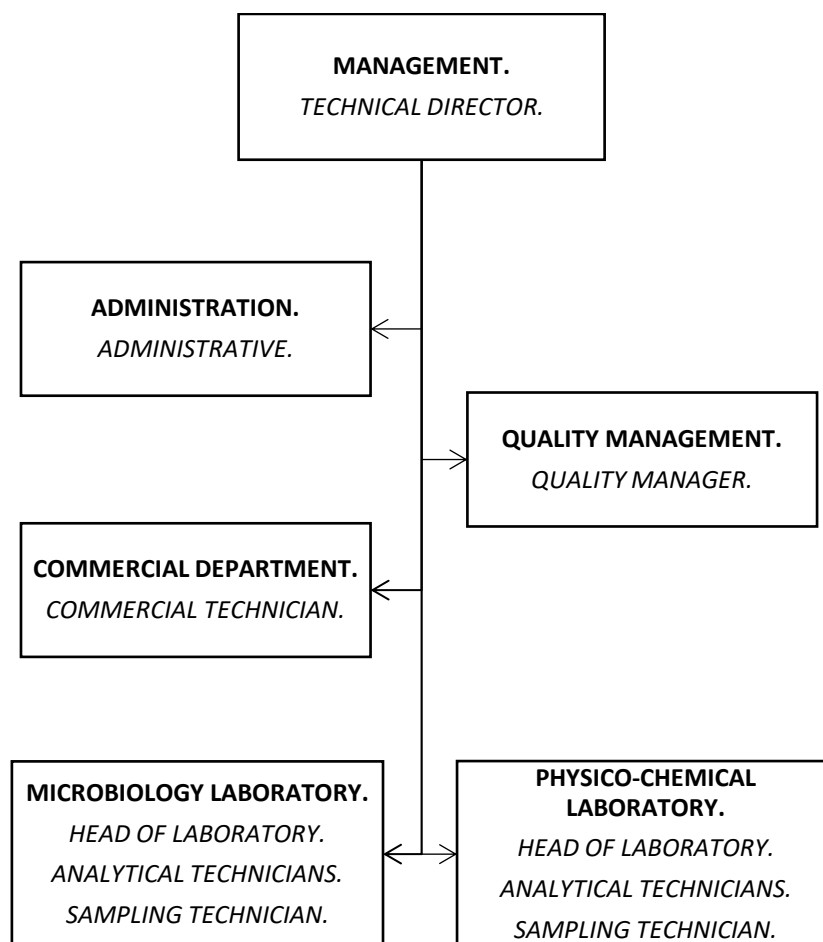 MANAGEMENT.
TECHNICAL DIRECTOR.
ADMINISTRATION.
ADMINISTRATIVE.
QUALITY MANAGEMENT.
QUALITY MANAGER.
COMMERCIAL DEPARTMENT.
COMMERCIAL TECHNICIAN.
MICROBIOLOGY LABORATORY.
HEAD OF LABORATORY.
ANALYTICAL TECHNICIANS.
SAMPLING TECHNICIAN.
PHYSICO-CHEMICAL
LABORATORY.
HEAD OF LABORATORY.
ANALYTICAL TECHNICIANS.
SAMPLING TECHNICIAN.